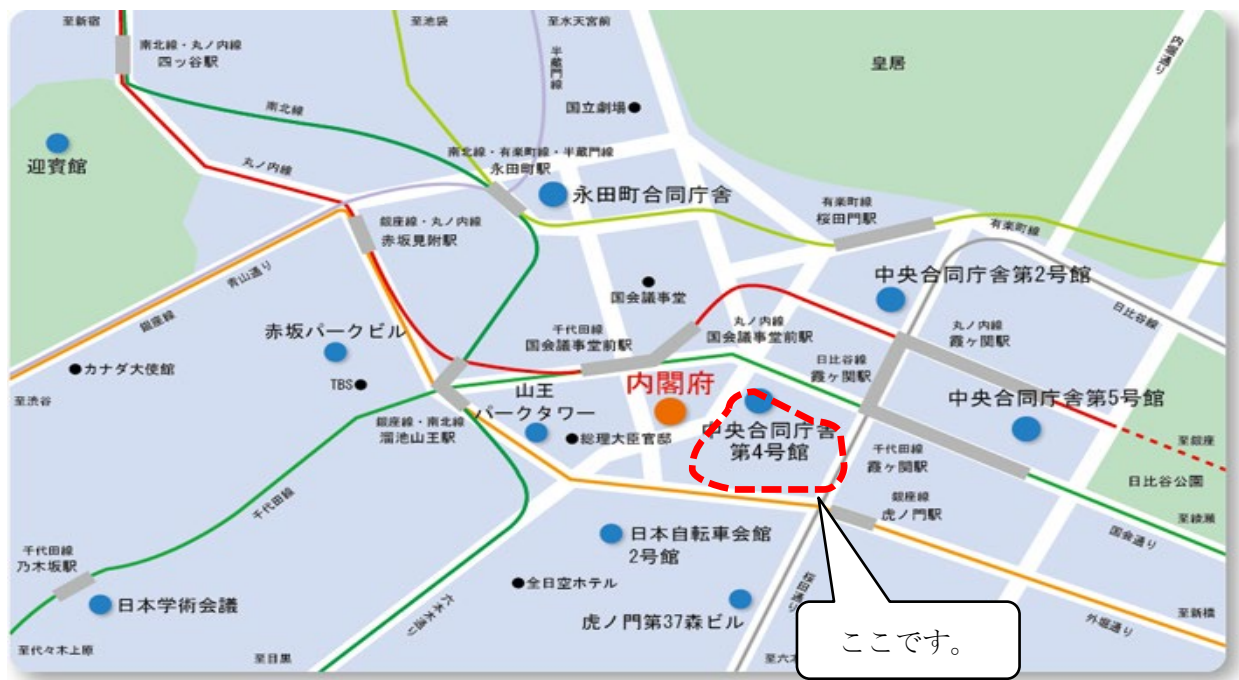 至新宿
至池袋
至水天宮前
内堀通り
南北線・丸ノ内線
四ッ谷駅
半蔵門線
皇居
南北線
国立劇場
迎賓館
丸ノ内線
南北線・有楽町線・半蔵門線
永田町駅
永田町合同庁舎
有楽町線
桜田門駅
有楽町線
銀座線・丸ノ内線
赤坂見附駅
青山通り
国会議事堂
中央合同庁舎第2号館
日比谷線
銀座線
赤坂パークビル
千代田線
国会議事堂前駅
丸ノ内線
国会議事堂前駅
丸ノ内線
霞ヶ関駅
日比谷線
霞ヶ関駅
カナダ大使館
TBS
山王
パークタワー
内閣府
中央合同庁舎第5号館
至渋谷
銀座線・南北線
溜池山王駅
総理大臣官邸
中央合同庁舎
第4号館
千代田線
霞ヶ関駅
至銀座
日比谷公園
千代田線
銀座線
虎ノ門駅
至綾瀬
国会通り
日本自転車会館
2号館
千代田線
乃木坂駅
全日空ホテル
桜田通り
日本学術会議
六本木通り
虎ノ門第37森ビル
外堀通り
至新橋
至代々木上原
至目黒
至六
ここです。